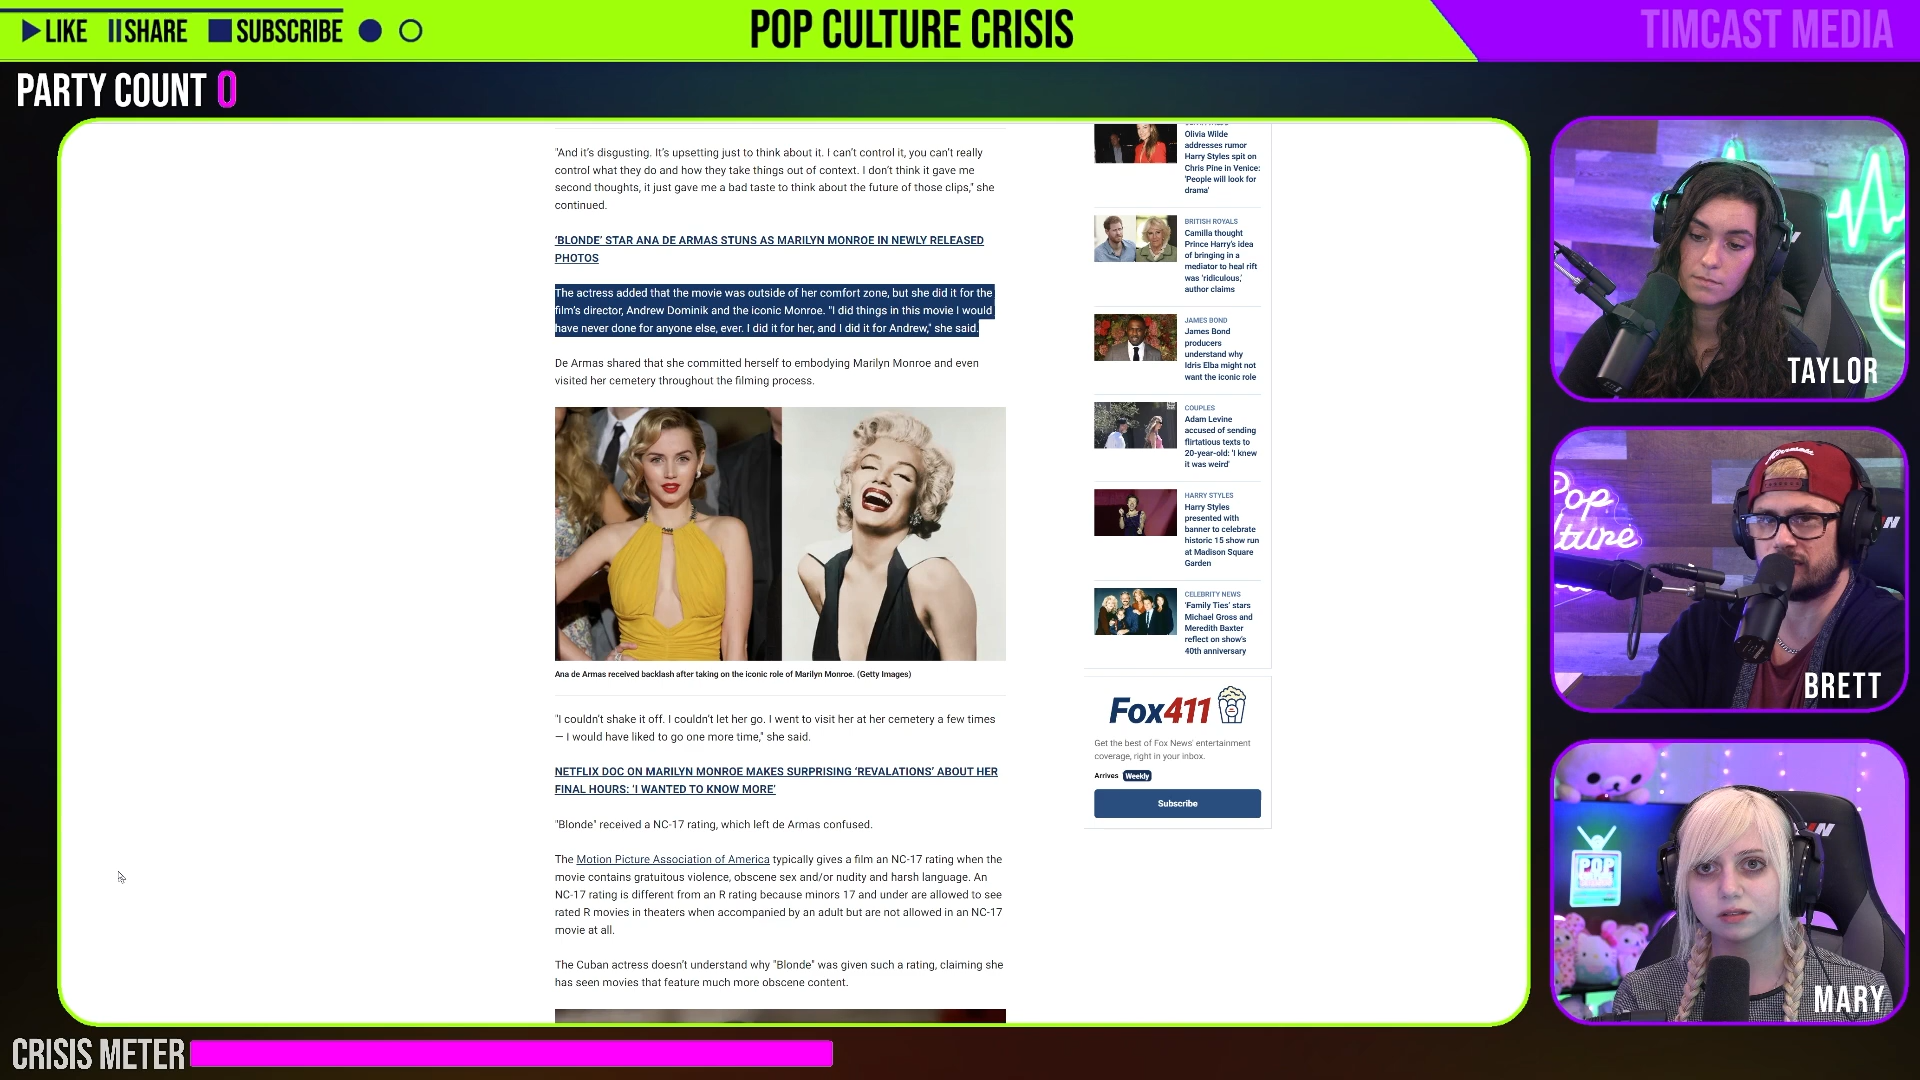 LIKE SHARE SUBSCRIBE
POP CULTURE CRISIS
TIMCAST MEDIA
PARTY COUNT 0
"And it's disgusting. It's upsetting just to think about it. I can't control it, you can't really
control what they do and how they take things out of context. I don't think it gave me
second thoughts, it just gave me a bad taste to think about the future of those clips," she
continued.
'BLONDE' STAR ANA DE ARMAS STUNS AS MARILYN MONROE IN NEWLY RELEASED
PHOTOS
The actress added that the movie was outside of her comfort zone, but she did it for the
film's director, Andrew Dominik and the iconic Monroe. "I did things in this movie I would
have never done for anyone else, ever. I did it for her, and I did it for Andrew," she said.
De Armas shared that she committed herself to embodying Marilyn Monroe and even
visited her cemetery throughout the filming process.
Ana de Armas received backlash after taking on the iconic role of Marilyn Monroe. (Getty Images)
"I couldn't shake it off. I couldn't let her go. I went to visit her at her cemetery a few times
— I would have liked to go one more time," she said.
NETFLIX DOC ON MARILYN MONROE MAKES SURPRISING 'REVALATIONS' ABOUT HER
FINAL HOURS: 'I WANTED TO KNOW MORE'
"Blonde" received a NC-17 rating, which left de Armas confused.
The Motion Picture Association of America typically gives a film an NC-17 rating when the
movie contains gratuitous violence, obscene sex and/or nudity and harsh language. An
NC-17 rating is different from an R rating because minors 17 and under are allowed to see
rated R movies in theaters when accompanied by an adult but are not allowed in an NC-17
movie at all.
The Cuban actress doesn't understand why "Blonde" was given such a rating, claiming she
has seen movies that feature much more obscene content.
Olivia Wilde
addresses rumor
Harry Styles spit on
Chris Pine in Venice:
'People will look for
drama'
BRITISH ROYALS
Camilla thought
Prince Harry's idea
of bringing in a
mediator to heal rift
was 'ridiculous,'
author claims
JAMES BOND
James Bond
producers
understand why
Idris Elba might not
want the iconic role
COUPLES
Adam Levine
accused of sending
flirtatious texts to
20-year-old: 'I knew
it was weird'
HARRY STYLES
Harry Styles
presented with
banner to celebrate
historic 15 show run
at Madison Square
Garden
CELEBRITY NEWS
'Family Ties' stars
Michael Gross and
Meredith Baxter
reflect on show's
40th anniversary
Fox411
Get the best of Fox News' entertainment
coverage, right in your inbox.
Arrives Weekly
Subscribe
TAYLOR
Pop
lture
BRETT
POP
MARY
CRISIS METER